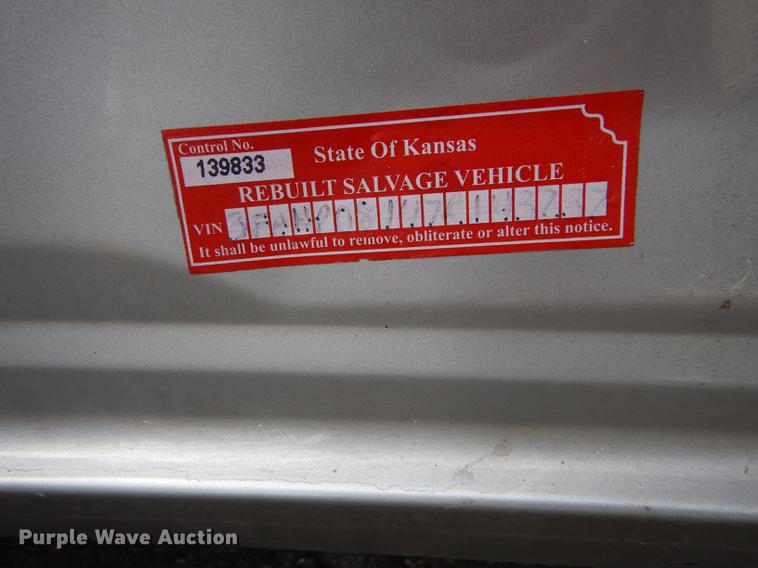 Control No.
139833
State Of Kansas
REBUILT SALVAGE VEHICLE
VIN
It shall be unlawful to remove, obliterate or alter this notice.
Purple Wave Auction